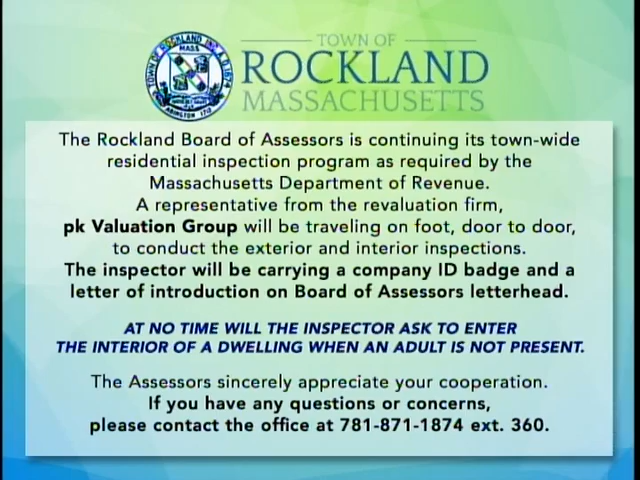 TOWN OF
ROCKLAND
MASSACHUSETTS
The Rockland Board of Assessors is continuing its town-wide
residential inspection program as required by the
Massachusetts Department of Revenue.
A representative from the revaluation firm,
pk Valuation Group will be traveling on foot, door to door,
to conduct the exterior and interior inspections.
The inspector will be carrying a company ID badge and a
letter of introduction on Board of Assessors letterhead.
AT NO TIME WILL THE INSPECTOR ASK TO ENTER
THE INTERIOR OF A DWELLING WHEN AN ADULT IS NOT PRESENT.
The Assessors sincerely appreciate your cooperation.
If you have any questions or concerns,
please contact the office at 781-871-1874 ext. 360.